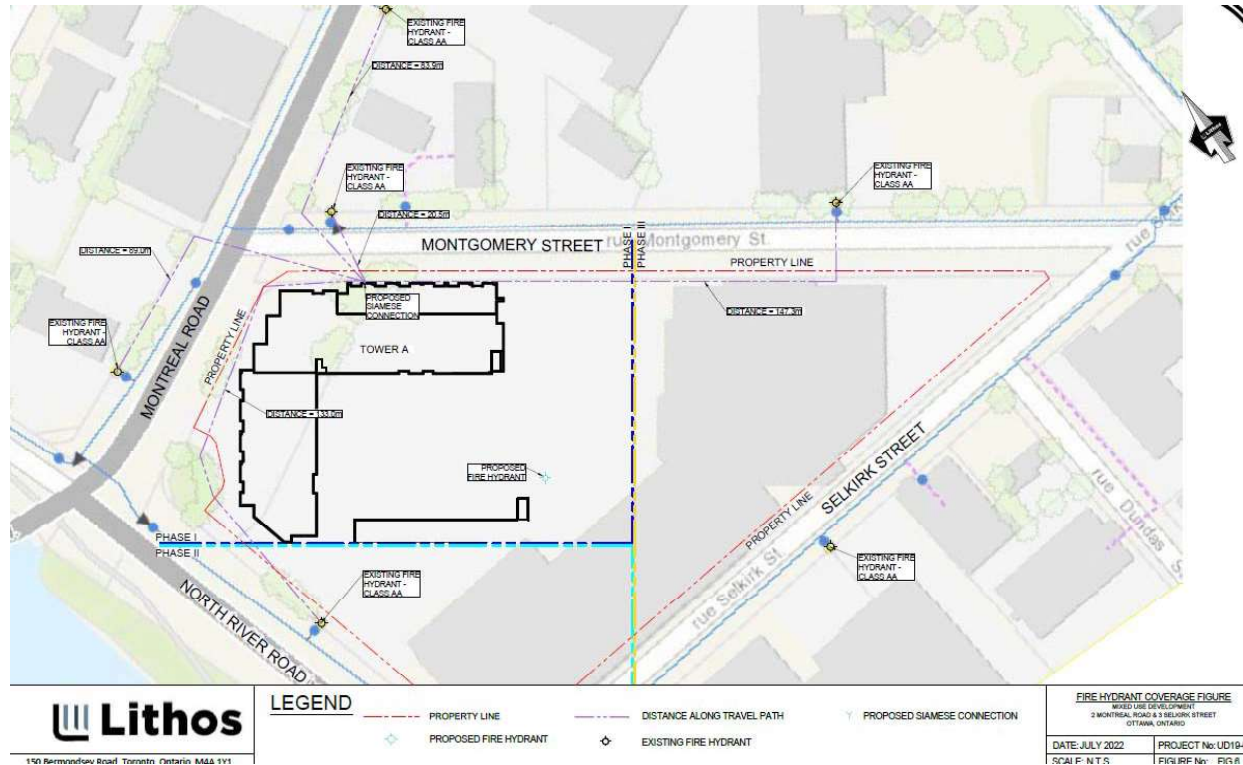 EXISTING FIRE
HYDRANT -
CLASS AA
DISTANCE = 83.9m
EXISTING FIRE
HYDRANT -
CLASS AA
EXISTING FIRE
HYDRANT -
CLASS AA
DISTANCE = 20.5m
DISTANCE = 89.0m
MONTGOMERY STREET
rue Montgomery St.
PHASE I
PHASE III
PROPERTY LINE
PROPOSED
SIAMESE
CONNECTION
DISTANCE = 147.3m
EXISTING FIRE
HYDRANT -
CLASS AA
MONTREAL ROAD
PROPERTY LINE
TOWER A
DISTANCE = 133.0m
PROPOSED
FIRE HYDRANT
PROPERTY LINE
SELKIRK STREET
rue Selkirk St.
rue Dundas S
rue S
PHASE I
PHASE II
EXISTING FIRE
HYDRANT -
CLASS AA
EXISTING FIRE
HYDRANT -
CLASS AA
NORTH RIVER ROAD
Lithos
Lithos
150 Bermondsey Road, Toronto, Ontario M4A 1Y1
LEGEND
PROPERTY LINE
DISTANCE ALONG TRAVEL PATH
PROPOSED SIAMESE CONNECTION
PROPOSED FIRE HYDRANT
EXISTING FIRE HYDRANT
FIRE HYDRANT COVERAGE FIGURE
MIXED USE DEVELOPMENT
2 MONTREAL ROAD & 3 SELKIRK STREET
OTTAWA, ONTARIO
DATE: JULY 2022
PROJECT No: UD19-
SCALE: N.T.S
FIGURE No: FIG 6